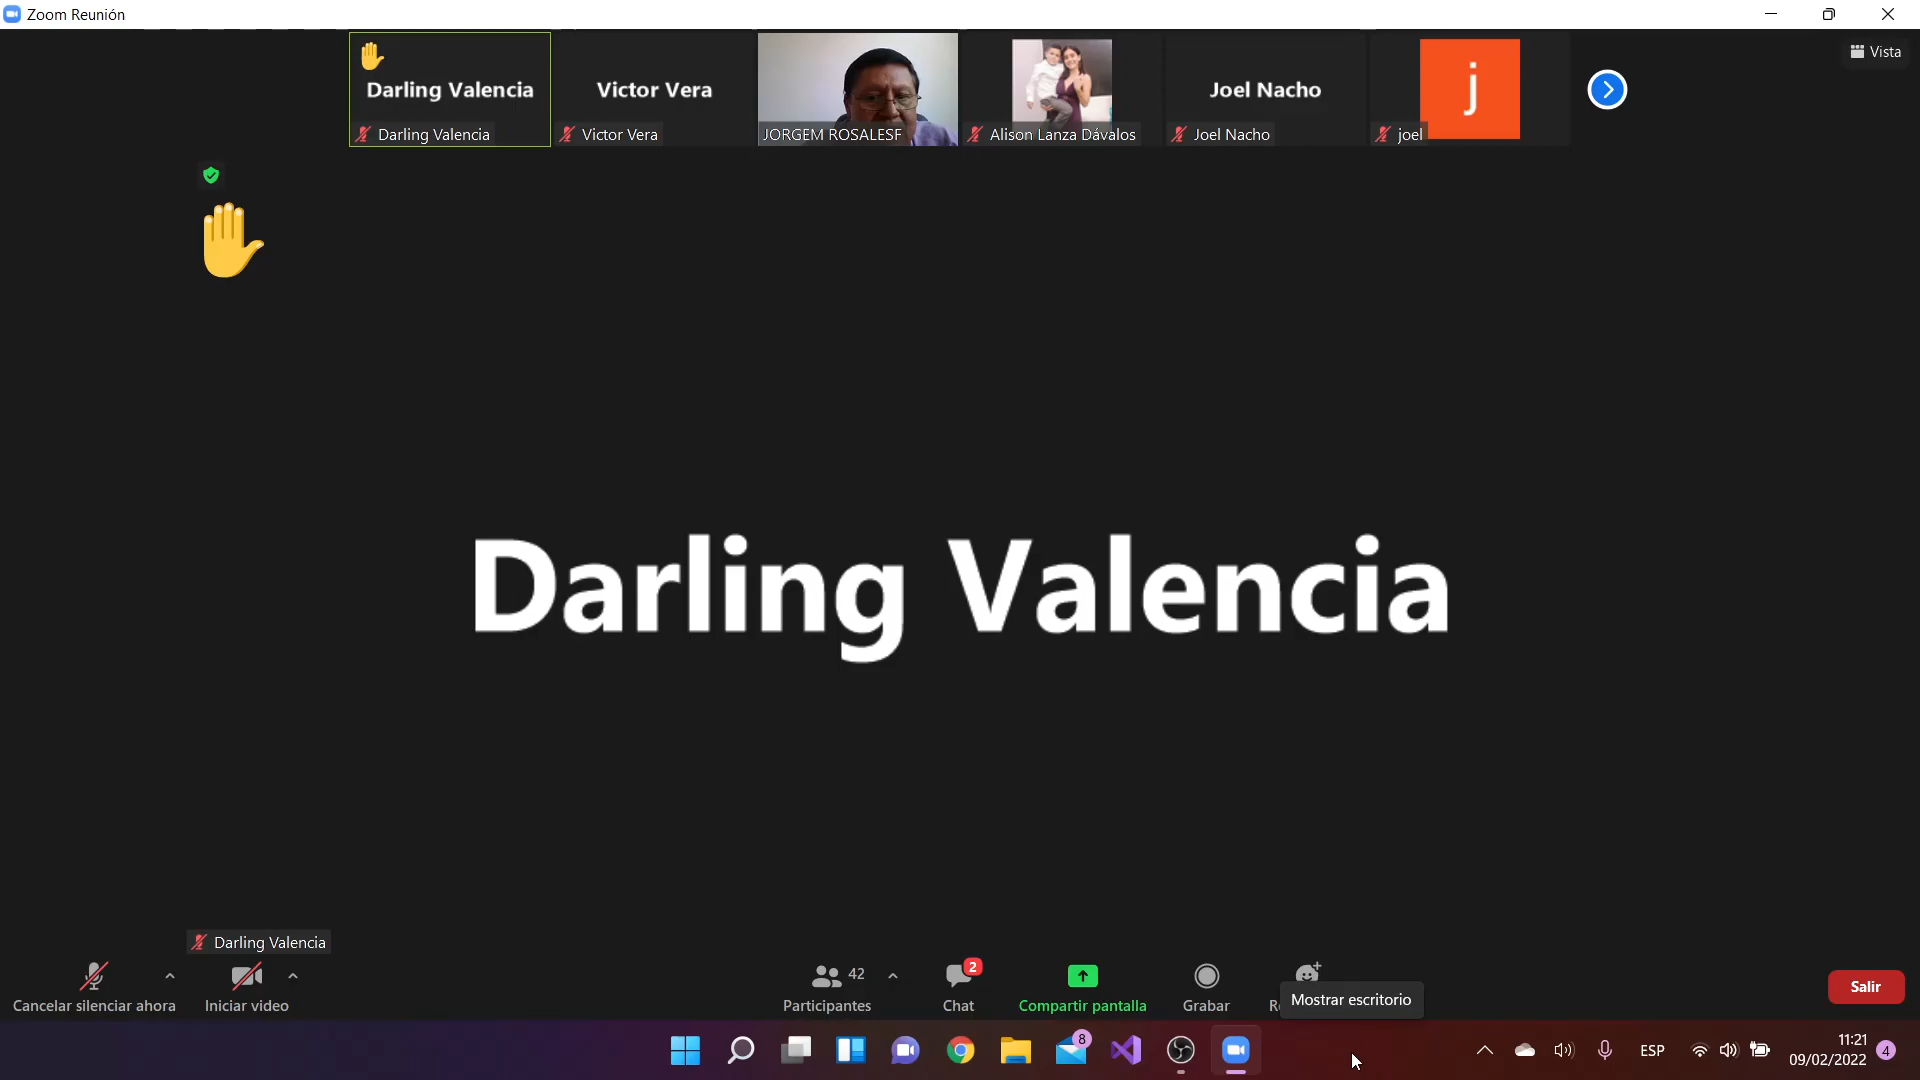 Zoom Reunión
Vista
Darling Valencia
Darling Valencia
Victor Vera
Victor Vera
JORGEM ROSALESF
Alison Lanza Dávalos
Joel Nacho
Joel Nacho
j
joel
Darling Valencia
Darling Valencia
Cancelar silenciar ahora
Iniciar video
42
Participantes
2
Chat
Compartir pantalla
Grabar
Mostrar escritorio
Salir
8
ESP
11:21
09/02/2022
4